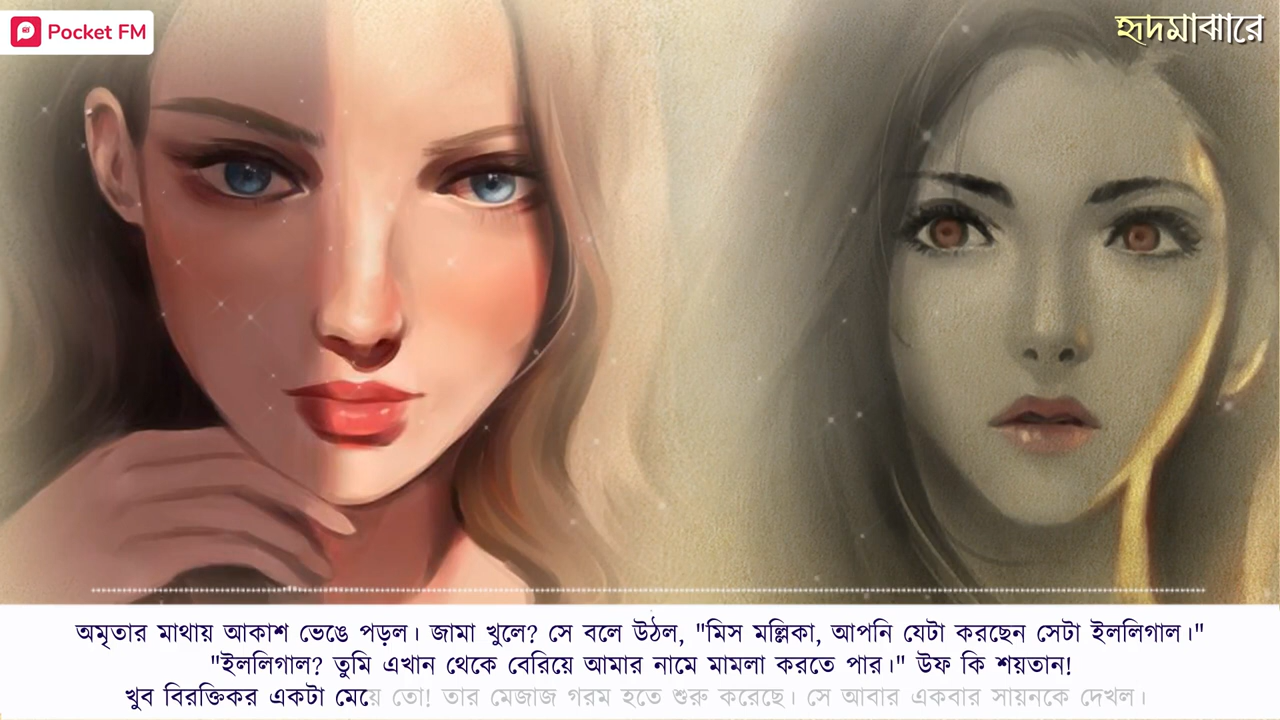 Pocket FM
হৃদমাঝারে
অমৃতার মাথায় আকাশ ভেঙে পড়ল। জামা খুলে? সে বলে উঠল, "মিস মল্লিকা, আপনি যেটা করছেন সেটা ইললিগাল।"
"ইললিগাল? তুমি এখান থেকে বেরিয়ে আমার নামে মামলা করতে পার।" উফ কি শয়তান!
খুব বিরক্তিকর একটা মেয়ে তো! তার মেজাজ গরম হতে শুরু করেছে। সে আবার একবার সায়নকে দেখল।